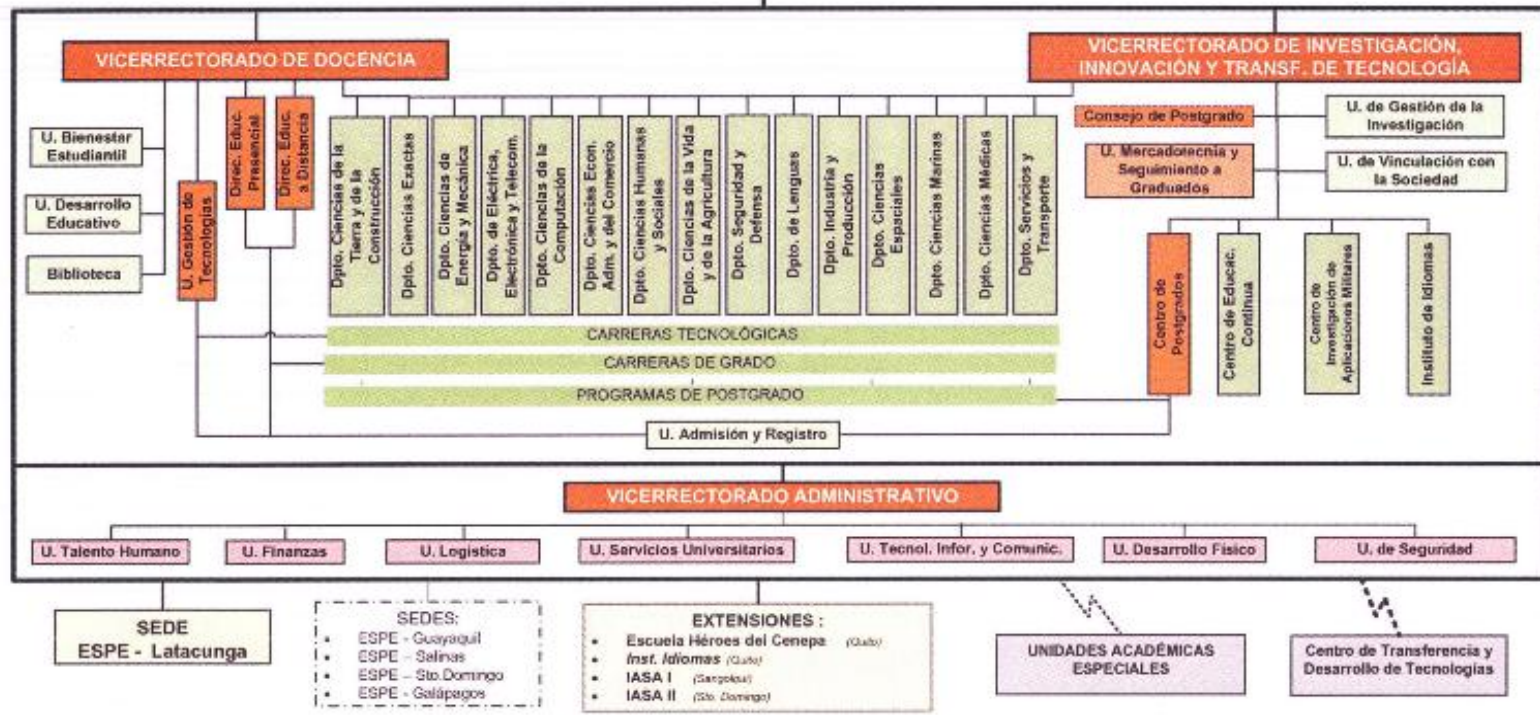 VICERRECTORADO DE DOCENCIA
VICERRECTORADO DE INVESTIGACIÓN,
INNOVACIÓN Y TRANSF. DE TECNOLOGÍA
U. Bienestar
Estudiantil
U. Desarrollo
Educativo
Biblioteca
U. Gestión de
Tecnologías
Direc. Educ.
Presencial
Direc. Educ.
a Distancia
Dpto. Ciencias de la
Tierra y de la
Construcción
Dpto. Ciencias Exactas
Dpto. Ciencias de
Energía y Mecánica
Dpto. de Eléctrica,
Electrónica y Telecom.
Dpto. Ciencias de la
Computación
Dpto. Ciencias Econ.
Adm. y del Comercio
Dpto. Ciencias Humanas
y Sociales
Dpto. Ciencias de la Vida
y de la Agricultura
Dpto. Seguridad y
Defensa
Dpto. de Lenguas
Dpto. Industria y
Producción
Dpto. Ciencias
Espaciales
Dpto. Ciencias Marinas
Dpto. Ciencias Médicas
Dpto. Servicios y
Transporte
Consejo de Postgrado
U. de Gestión de la
Investigación
U. Mercadotecnia y
Seguimiento a
Graduados
U. de Vinculación con
la Sociedad
Centro de
Postgrados
Centro de Educac.
Continua
Centro de
Investigación de
Aplicaciones Militares
Instituto de Idiomas
CARRERAS TECNOLÓGICAS
CARRERAS DE GRADO
PROGRAMAS DE POSTGRADO
U. Admisión y Registro
VICERRECTORADO ADMINISTRATIVO
U. Talento Humano
U. Finanzas
U. Logística
U. Servicios Universitarios
U. Tecnol. Infor. y Comunic.
U. Desarrollo Físico
U. de Seguridad
SEDE
ESPE - Latacunga
SEDES:
• ESPE - Guayaquil
• ESPE – Salinas
• ESPE – Sto.Domingo
• ESPE - Galápagos
EXTENSIONES :
• Escuela Héroes del Cenepa (Quito)
• Inst. Idiomas (Quito)
• IASA I (Sangolquí)
• IASA II (Sto. Domingo)
UNIDADES ACADÉMICAS
ESPECIALES
Centro de Transferencia y
Desarrollo de Tecnologías